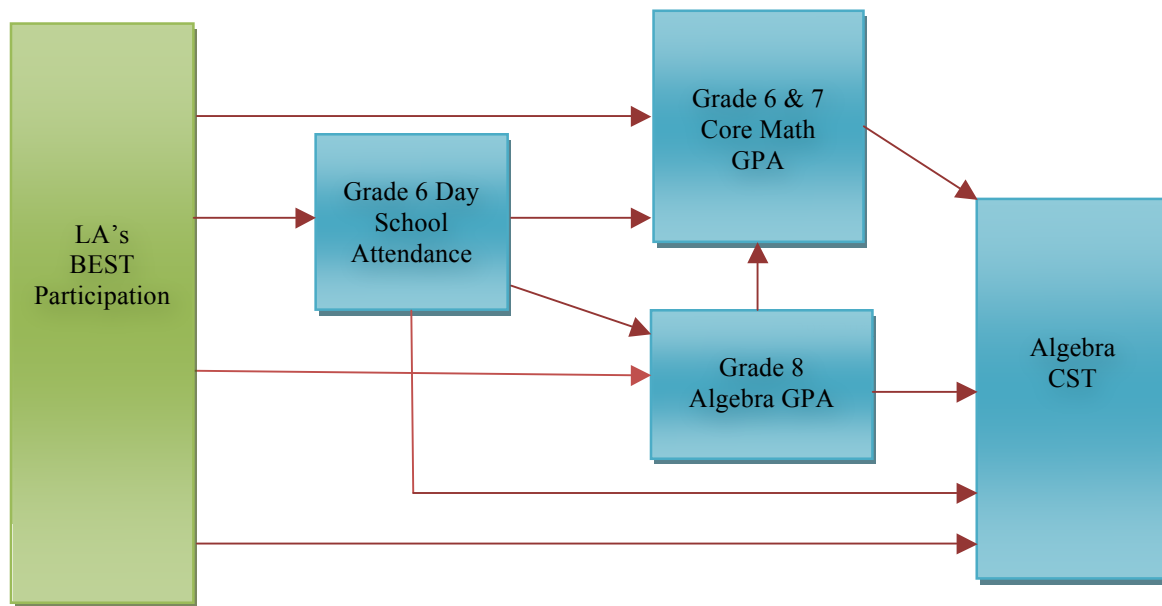 LA’s
BEST
Participation
Grade 6 Day
School
Attendance
Grade 6 & 7
Core Math
GPA
Grade 8
Algebra GPA
Algebra
CST